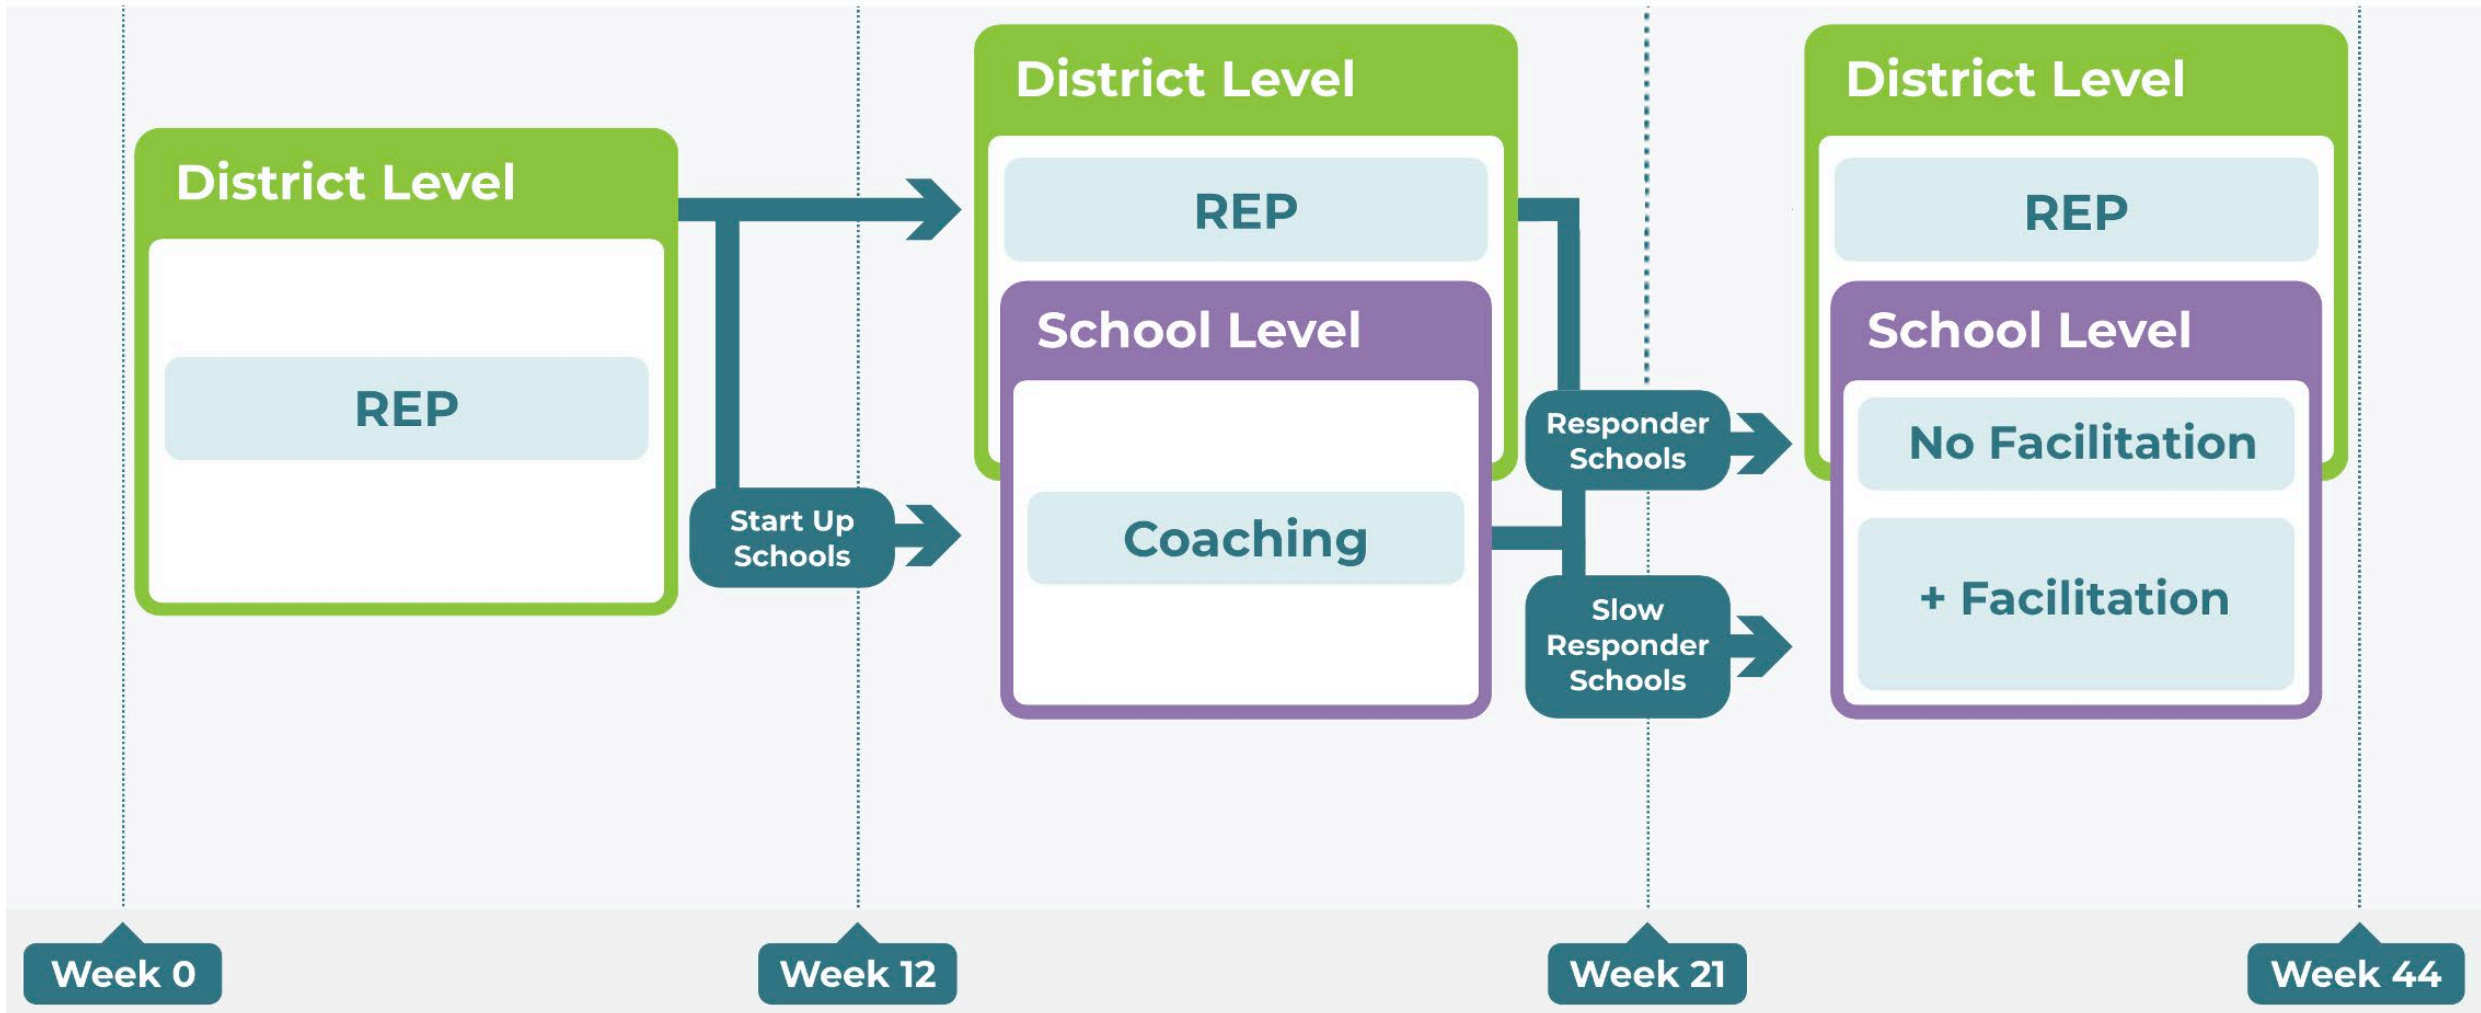 District Level
REP
Start Up
Schools
District Level
REP
School Level
Coaching
Responder
Schools
Slow
Responder
Schools
District Level
REP
School Level
No Facilitation
+ Facilitation
Week 0
Week 12
Week 21
Week 44